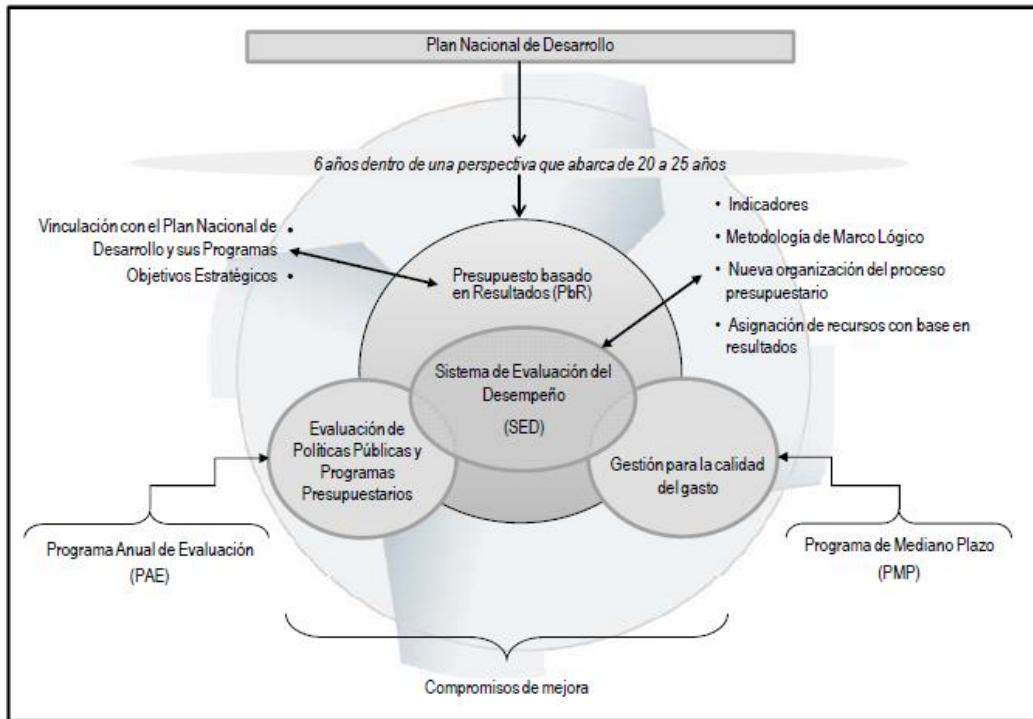 Plan Nacional de Desarrollo
6 años dentro de una perspectiva que abarca de 20 a 25 años
Vinculación con el Plan Nacional de •
Desarrollo y sus Programas
Objetivos Estratégicos •
• Indicadores
• Metodología de Marco Lógico
• Nueva organización del proceso
presupuestario
• Asignación de recursos con base en
resultados
Presupuesto basado
en Resultados (PbR)
Sistema de Evaluación del
Desempeño
(SED)
Evaluación de
Políticas Públicas y
Programas
Presupuestarios
Gestión para la calidad
del gasto
Programa Anual de Evaluación
(PAE)
Programa de Mediano Plazo
(PMP)
Compromisos de mejora